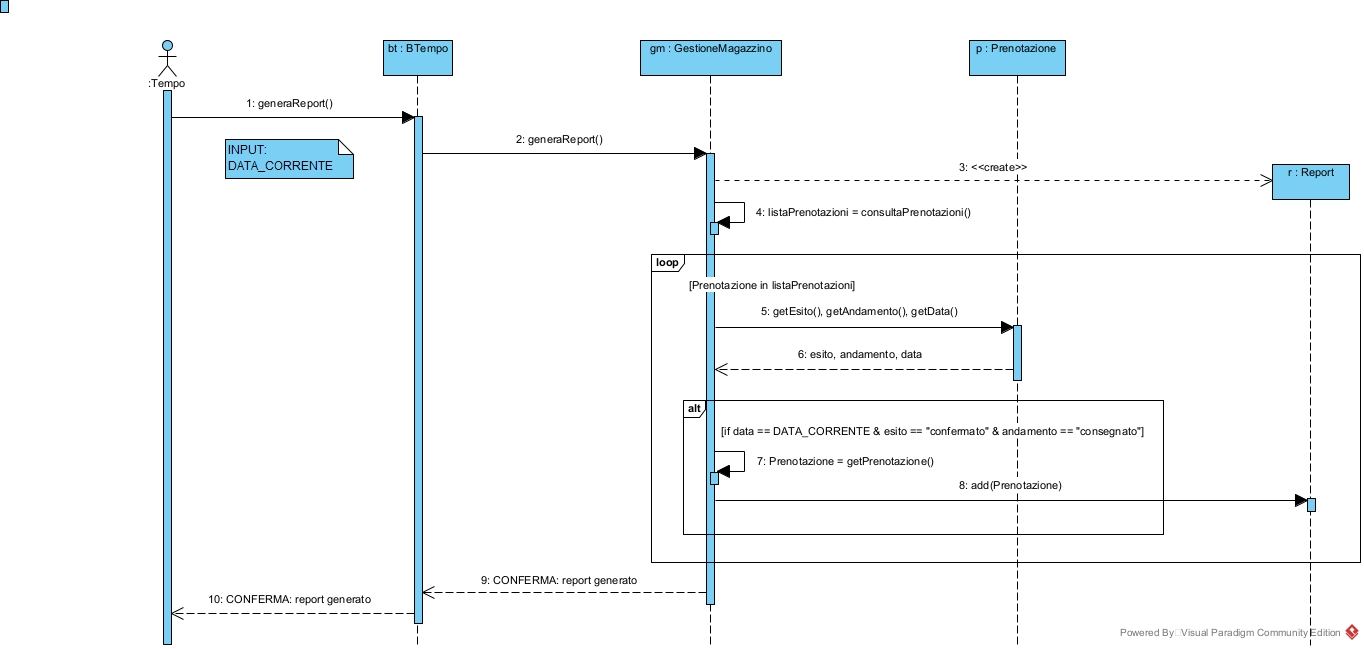 bt : BTempo
gm : GestioneMagazzino
p : Prenotazione
:Tempo
1: generaReport()
INPUT:
DATA_CORRENTE
2: generaReport()
3: <<create>>
r : Report
4: listaPrenotazioni = consultaPrenotazioni()
loop
[Prenotazione in listaPrenotazioni]
5: getEsito(), getAndamento(), getData()
6: esito, andamento, data
alt
[if data == DATA_CORRENTE & esito == "confermato" & andamento == "consegnato"]
7: Prenotazione = getPrenotazione()
8: add(Prenotazione)
9: CONFERMA: report generato
10: CONFERMA: report generato
Powered By Visual Paradigm Community Edition